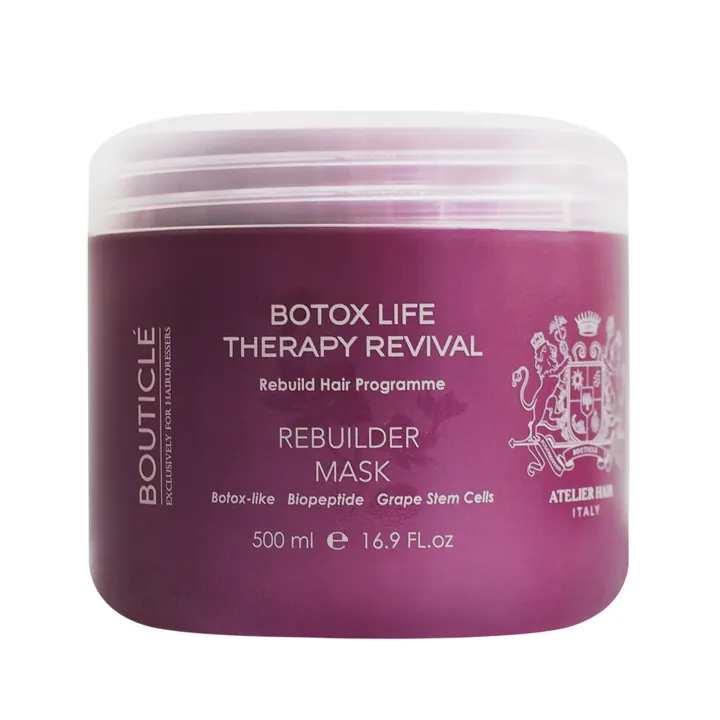 BOTOX LIFE
THERAPY REVIVAL
Rebuild Hair Programme
REBUILDER
MASK
Botox-like Biopeptide Grape Stem Cells
500 ml ℮ 16.9 FL.oz
BOUTICLÉ
EXCLUSIVELY FOR HAIRDRESSERS
BOUTICLÉ
ATELIER HAIR
ITALY